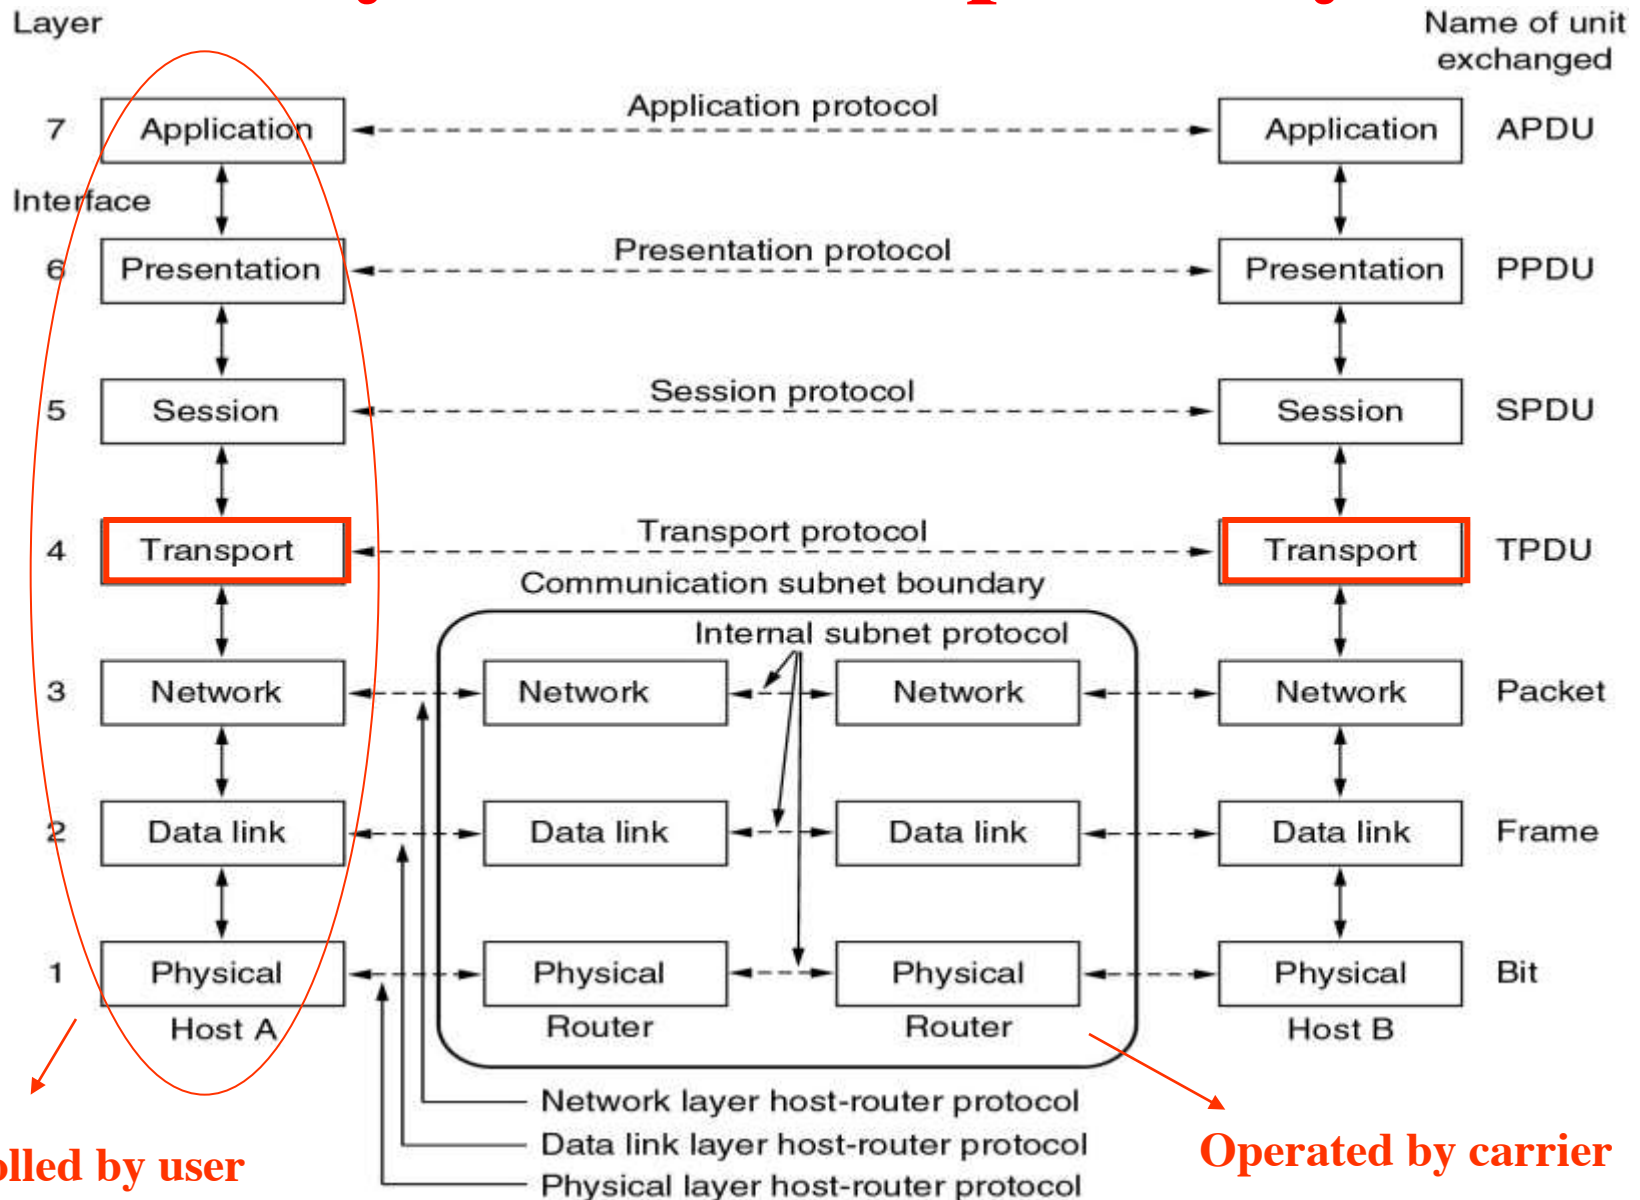 Layer
Name of unit
exchanged
7
Application
Application protocol
Application
APDU
Interface
6
Presentation
Presentation protocol
Presentation
PPDU
5
Session
Session protocol
Session
SPDU
4
Transport
Transport protocol
Transport
TPDU
Communication subnet boundary
Internal subnet protocol
3
Network
Network
Network
Network
Packet
2
Data link
Data link
Data link
Data link
Frame
1
Physical
Physical
Physical
Physical
Bit
Host A
Router
Router
Host B
Network layer host-router protocol
Data link layer host-router protocol
Physical layer host-router protocol
by user
Operated by carrier